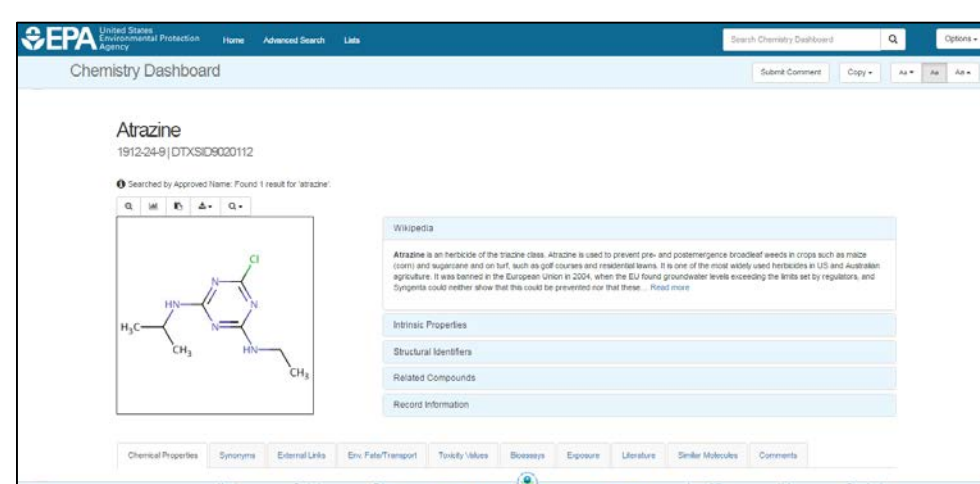 EPA United States
Environmental Protection
Agency
Home Advanced Search Lists
Search Chemistry Dashboard
Options
Chemistry Dashboard
Submit Comment Copy Aa Aa Aa
Atrazine
1912-24-9 | DTXSID9020112
Searched by Approved Name: Found 1 result for 'atrazine'.
Cl
N
N
N
HN
H₃C
CH₃
HN
CH₃
Wikipedia
Atrazine is an herbicide of the triazine class. Atrazine is used to prevent pre- and postemergence broadleaf weeds in crops such as maize
(corn) and sugarcane and on turf, such as golf courses and residential lawns. It is one of the most widely used herbicides in US and Australian
agriculture. It was banned in the European Union in 2004, when the EU found groundwater levels exceeding the limits set by regulators, and
Syngenta could neither show that this could be prevented nor that these... Read more
Intrinsic Properties
Structural Identifiers
Related Compounds
Record Information
Chemical Properties Synonyms External Links Env. Fate/Transport Toxicity Values Bioassays Exposure Literature Similar Molecules Comments